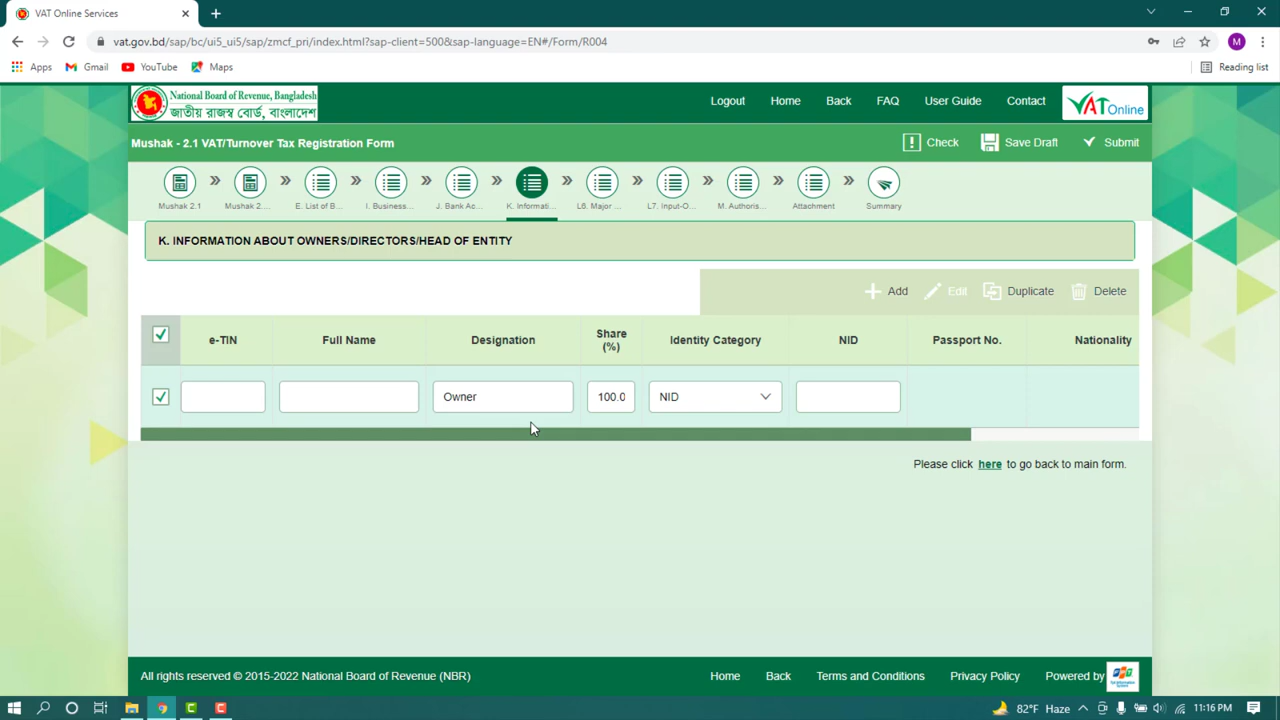 VAT Online Services
vat.gov.bd/sap/bc/ui5_ui5/sap/zmcf_pri/index.html?sap-client=500&sap-language=EN#/Form/R004
M
Apps Gmail YouTube Maps Reading list
National Board of Revenue, Bangladesh
জাতীয় রাজস্ব বোর্ড, বাংলাদেশ
Logout Home Back FAQ User Guide Contact
VAT Online
Mushak - 2.1 VAT/Turnover Tax Registration Form
Check Save Draft Submit
Mushak 2.1 Mushak 2.... E. List of B... I. Business... J. Bank Ac... K. Informati... L6. Major ... L7. Input-O... M. Authoris... Attachment Summary
K. INFORMATION ABOUT OWNERS/DIRECTORS/HEAD OF ENTITY
Add Edit Duplicate Delete
e-TIN Full Name Designation Share (%) Identity Category NID Passport No. Nationality
Owner 100.0 NID
Please click here to go back to main form.
All rights reserved © 2015-2022 National Board of Revenue (NBR)
Home Back Terms and Conditions Privacy Policy Powered by
82°F Haze 11:16 PM